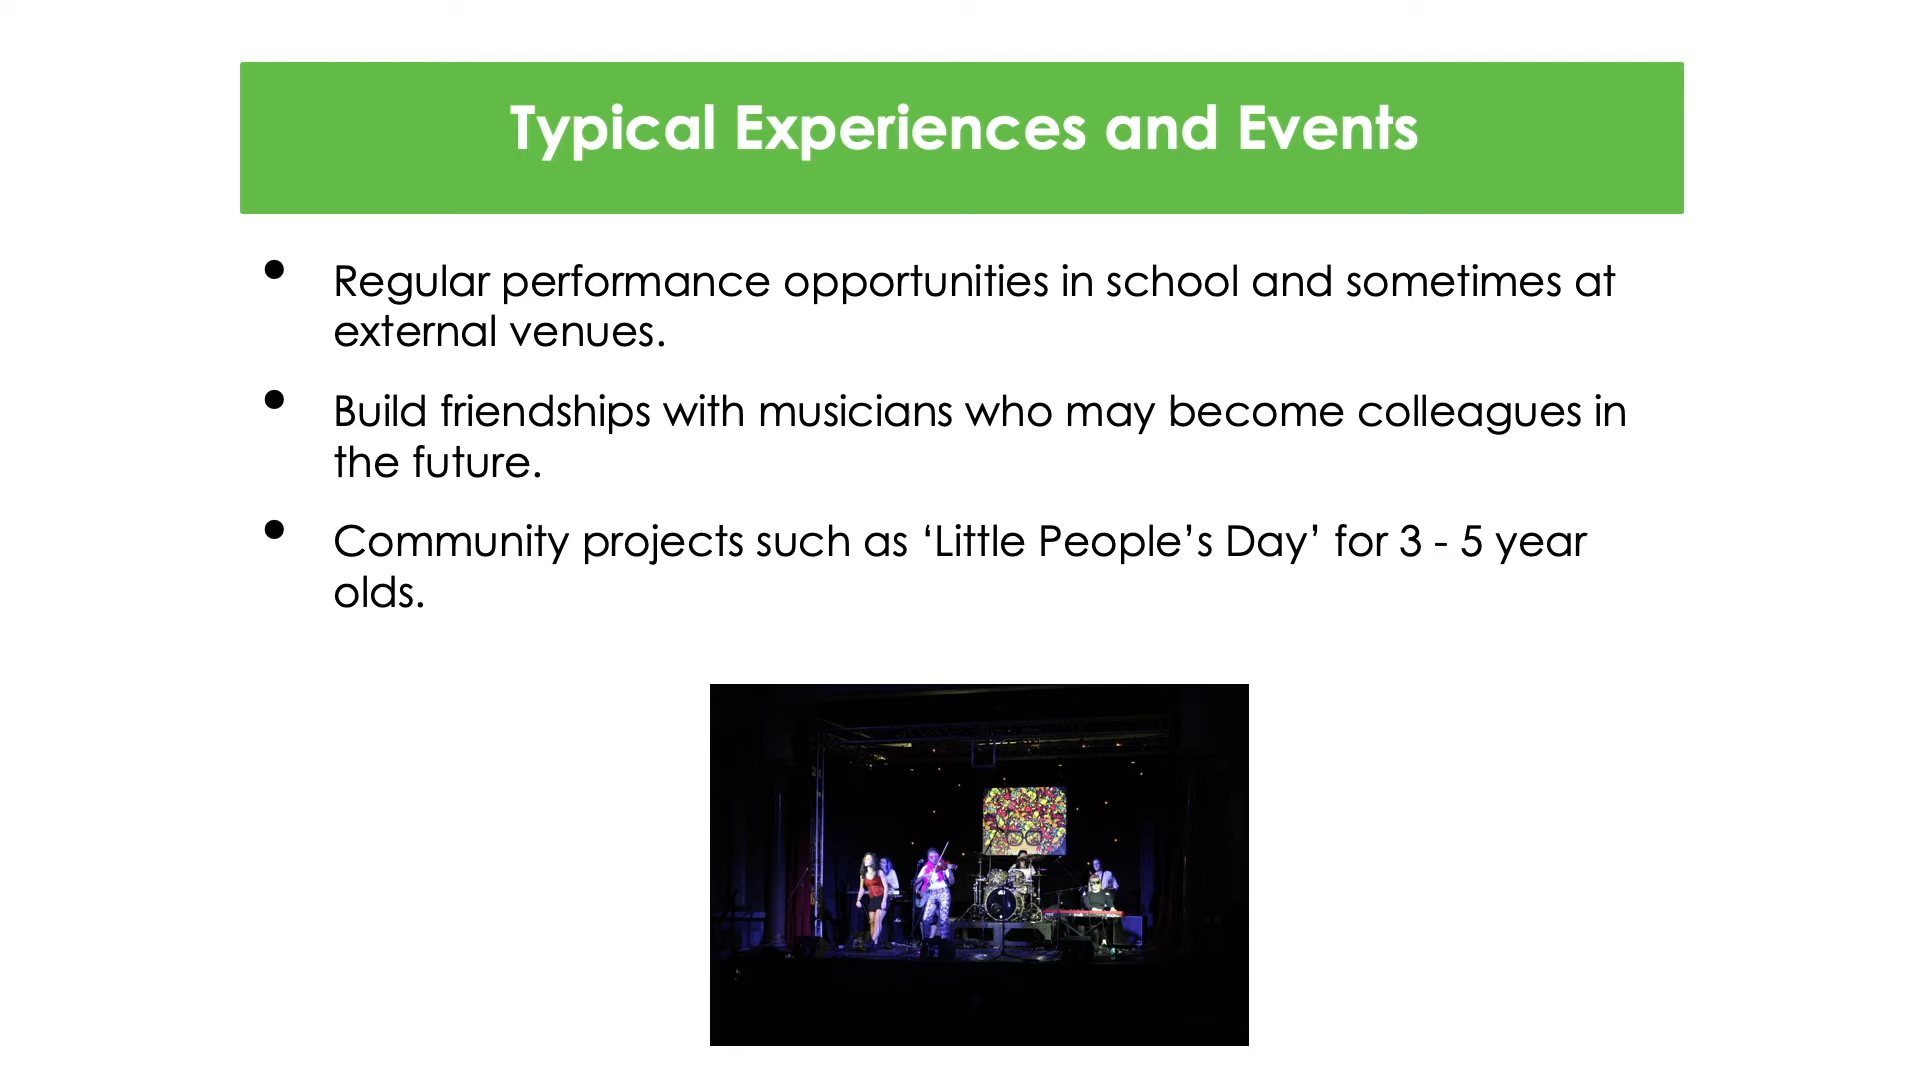 Typical Experiences and Events
• Regular performance opportunities in school and sometimes at
external venues.
• Build friendships with musicians who may become colleagues in
the future.
• Community projects such as ‘Little People’s Day’ for 3 - 5 year
olds.